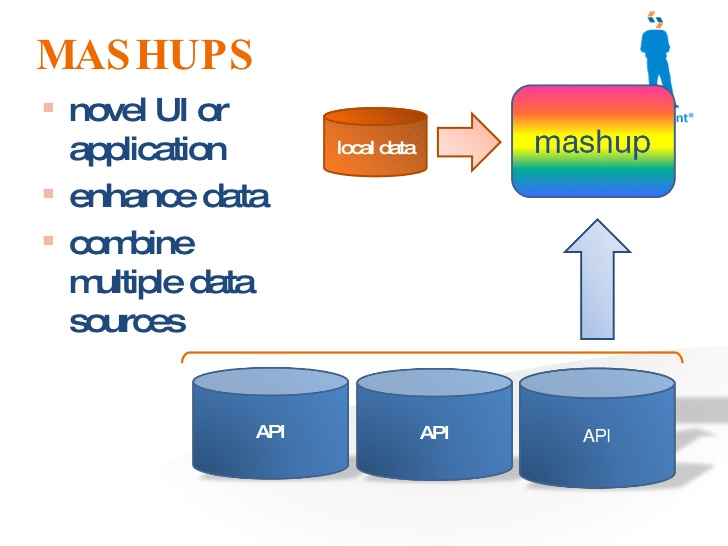 MASHUPS
novel UI or
application
enhance data
combine
multiple data
sources
local data
mashup
API
API
API